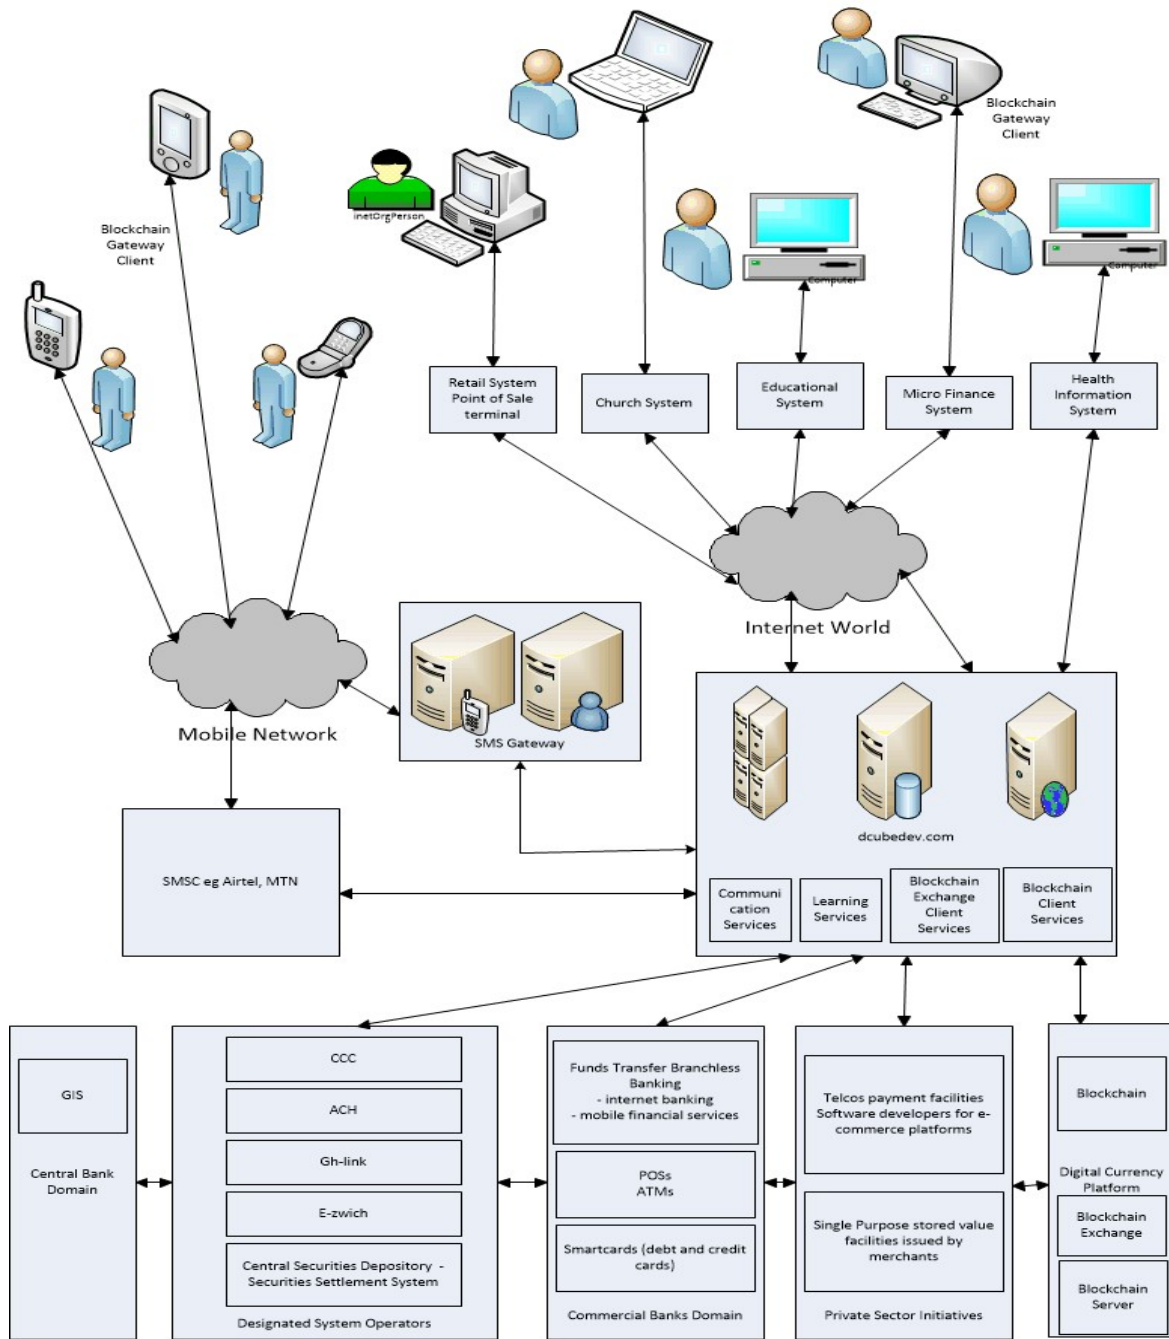 Blockchain
Gateway
Client
inetOrgPerson
Blockchain
Gateway
Client
Computer
Computer
Retail System
Point of Sale
terminal
Church System
Educational
System
Micro Finance
System
Health
Information
System
Internet World
Mobile Network
SMS Gateway
dcubedev.com
SMSC eg Airtel, MTN
Communi
cation
Services
Learning
Services
Blockchain
Exchange
Client
Services
Blockchain
Client
Services
GIS
Central Bank
Domain
CCC
ACH
Gh-link
E-zwich
Central Securities Depository -
Securities Settlement System
Designated System Operators
Funds Transfer Branchless
Banking
- internet banking
- mobile financial services
POSs
ATMs
Smartcards (debt and credit
cards)
Commercial Banks Domain
Telcos payment facilities
Software developers for e-
commerce platforms
Single Purpose stored value
facilities issued by
merchants
Private Sector Initiatives
Blockchain
Digital Currency
Platform
Blockchain
Exchange
Blockchain
Server